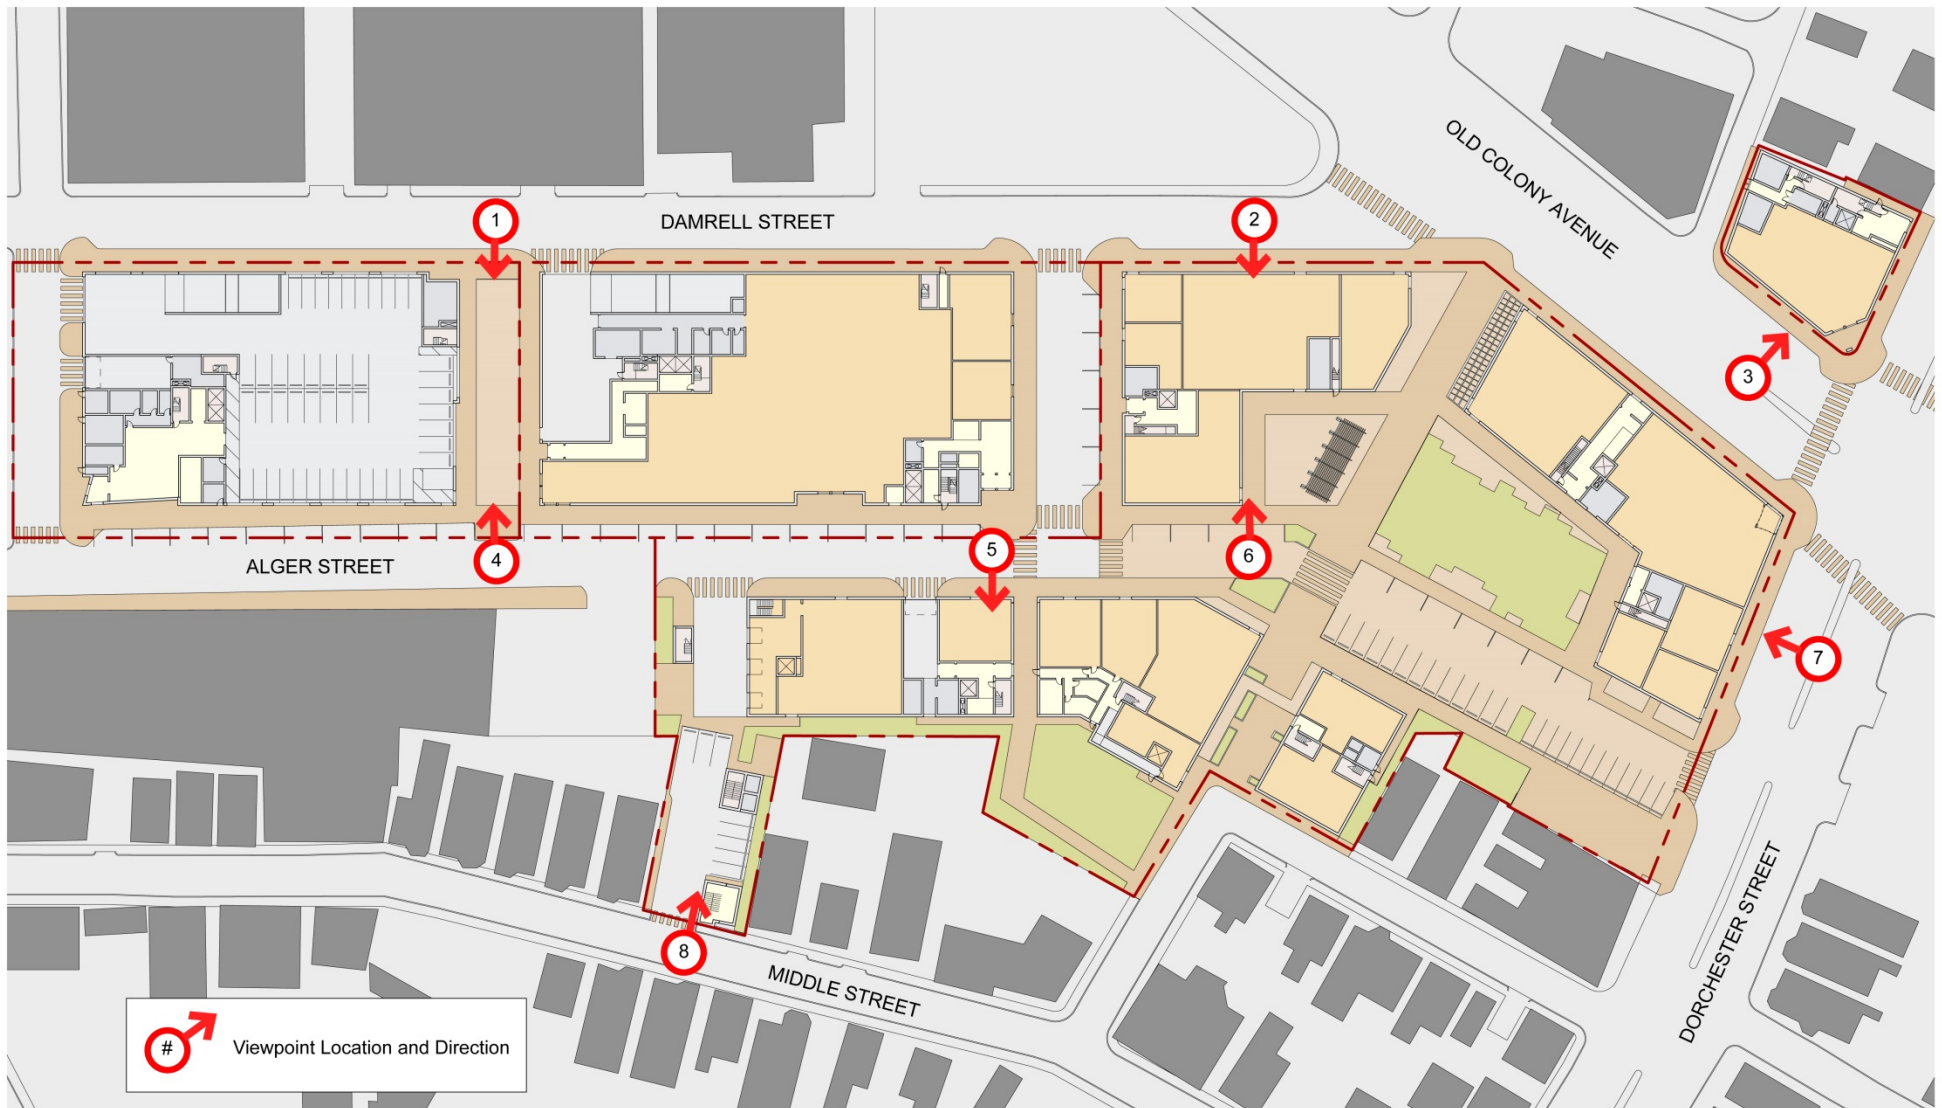 OLD COLONY AVENUE
1
DAMRELL STREET
2
3
4
ALGER STREET
5
6
7
8
MIDDLE STREET
DORCHESTER STREET
# Viewpoint Location and Direction